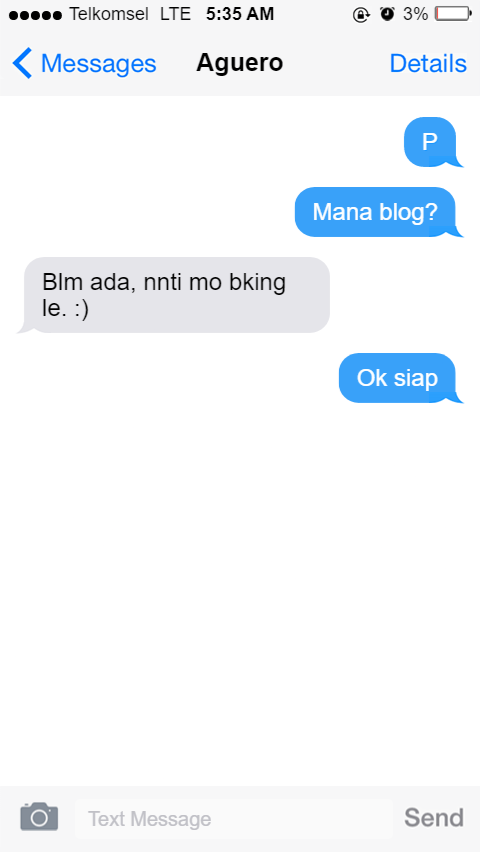 Telkomsel LTE 5:35 AM 3%
Messages Aguero Details
P
Mana blog?
Blm ada, nnti mo bking
le. :)
Ok siap
Text Message Send